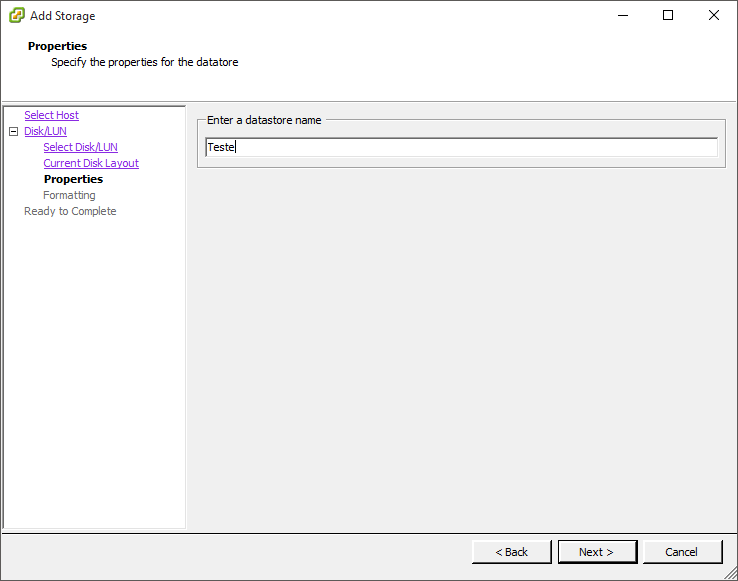 Add Storage
Properties
Specify the properties for the datatore
Select Host
Disk/LUN
Select Disk/LUN
Current Disk Layout
Properties
Formatting
Ready to Complete
Enter a datastore name
Teste
< Back
Next >
Cancel